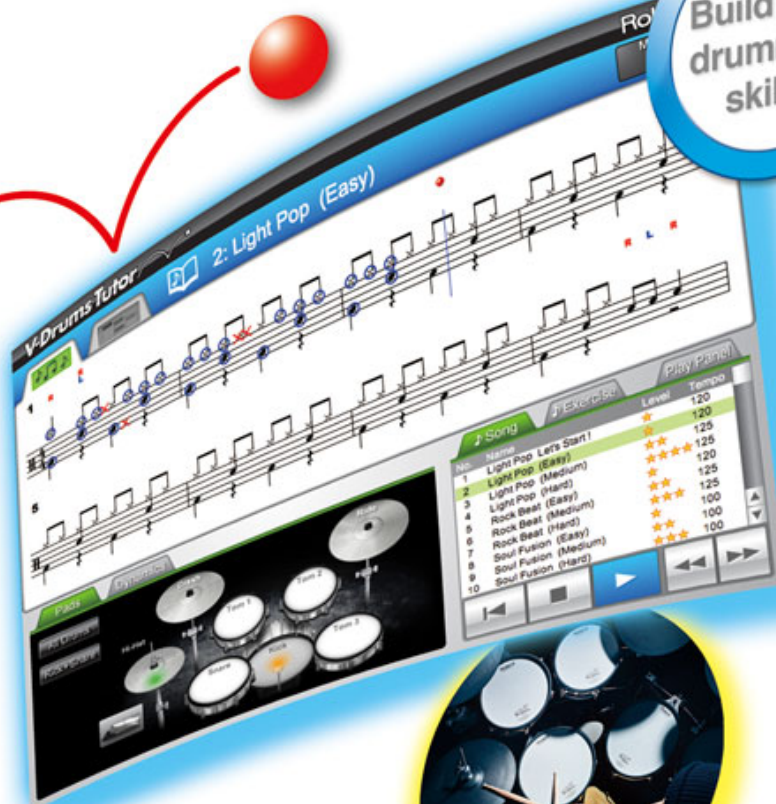 Build
drum
skil
Rol
2: Light Pop (Easy)
V-Drums Tutor
1
5
Song
Exercise
Play Panel
No. Name Level Tempo
1 Light Pop Let's Start! 120
2 Light Pop (Easy) 120
3 Light Pop (Medium) 125
4 Light Pop (Hard) 125
5 Rock Beat (Easy) 120
6 Rock Beat (Medium) 125
7 Rock Beat (Hard) 125
8 Soul Fusion (Easy) 100
9 Soul Fusion (Medium) 100
10 Soul Fusion (Hard) 100
Pads
Dynamics
Crash
Ride
Tom 1
Tom 2
Hi-Hat
Snare
Kick
Tom 3